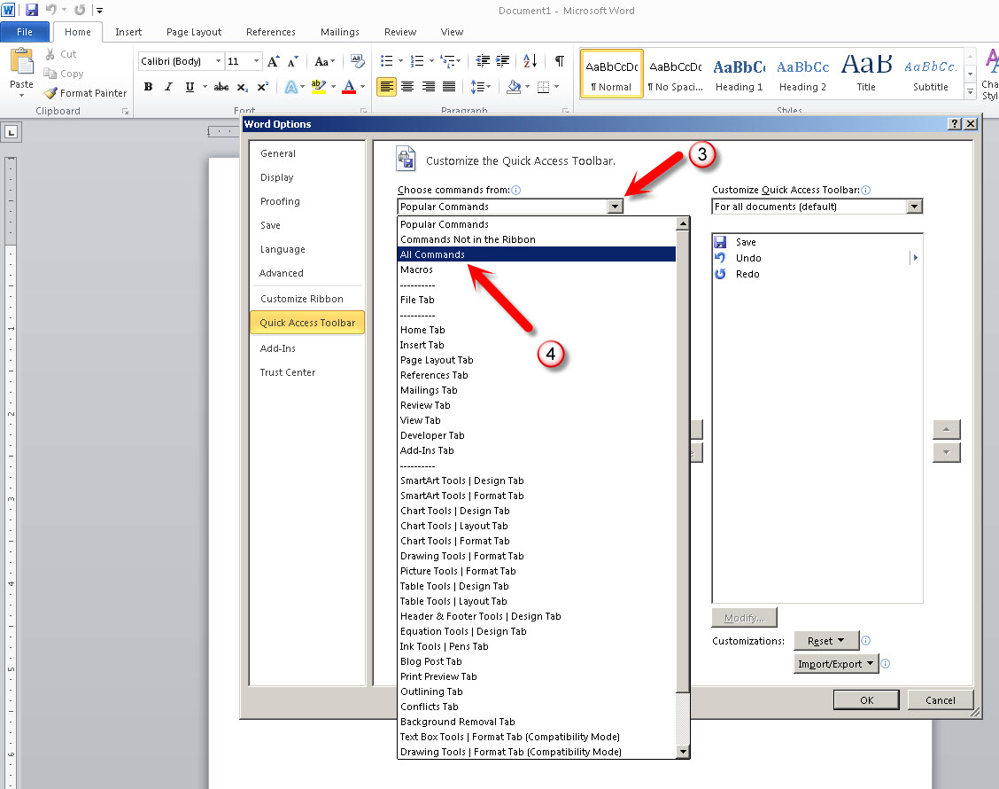 Document1 - Microsoft Word
File Home Insert Page Layout References Mailings Review View
Paste
Cut
Copy
Format Painter
Clipboard
Calibri (Body) 11
Aa
B I U abc X₂ X²
Font
Paragraph
AaBbCcDc AaBbCcDc AaBbC AaBbCc AaB AaBbCc.
¶ Normal ¶ No Spaci... Heading 1 Heading 2 Title Subtitle
Styles
Word Options
General
Display
Proofing
Save
Language
Advanced
Customize Ribbon
Quick Access Toolbar
Add-Ins
Trust Center
Customize the Quick Access Toolbar.
3
Choose commands from:
Popular Commands
Popular Commands
Commands Not in the Ribbon
All Commands
Macros
----------
File Tab
----------
Home Tab
Insert Tab
Page Layout Tab
References Tab
Mailings Tab
Review Tab
View Tab
Developer Tab
Add-Ins Tab
----------
SmartArt Tools | Design Tab
SmartArt Tools | Format Tab
Chart Tools | Design Tab
Chart Tools | Layout Tab
Chart Tools | Format Tab
Drawing Tools | Format Tab
Picture Tools | Format Tab
Table Tools | Design Tab
Table Tools | Layout Tab
Header & Footer Tools | Design Tab
Equation Tools | Design Tab
Ink Tools | Pens Tab
Blog Post Tab
Print Preview Tab
Outlining Tab
Conflicts Tab
Background Removal Tab
Text Box Tools | Format Tab (Compatibility Mode)
Drawing Tools | Format Tab (Compatibility Mode)
4
Customize Quick Access Toolbar:
For all documents (default)
Save
Undo
Redo
Modify...
Customizations: Reset
Import/Export
OK Cancel